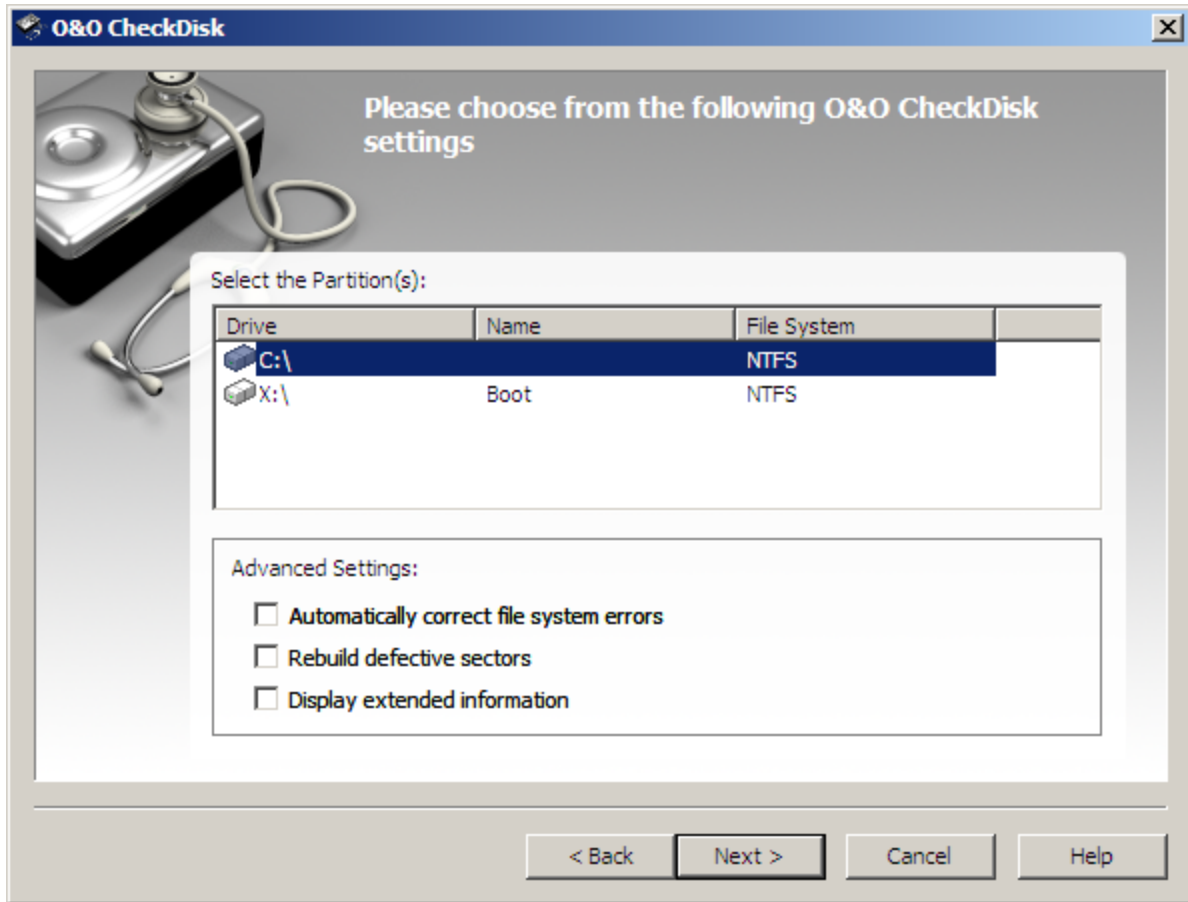 O&O CheckDisk
Please choose from the following O&O CheckDisk
settings
Select the Partition(s):
Drive Name File System
C:\ NTFS
X:\ Boot NTFS
Advanced Settings:
Automatically correct file system errors
Rebuild defective sectors
Display extended information
< Back Next > Cancel Help